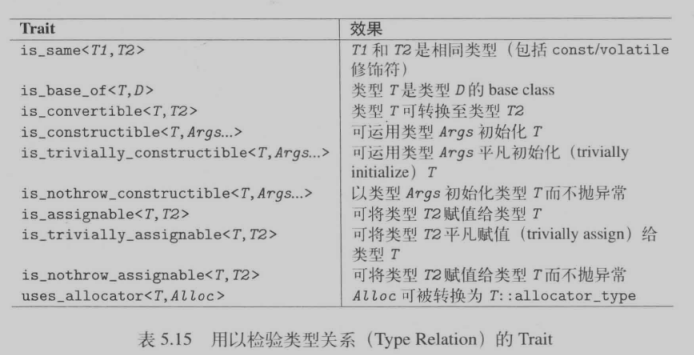 Trait 效果
is_same<T1,T2> T1 和 T2 是相同类型（包括 const/volatile
修饰符）
is_base_of<T,D> 类型 T 是类型 D 的 base class
is_convertible<T,T2> 类型 T 可转换至类型 T2
is_constructible<T,Args...> 可运用类型 Args 初始化 T
is_trivially_constructible<T,Args...> 可运用类型 Args 平凡初始化（trivially
initialize）T
is_nothrow_constructible<T,Args...> 以类型 Args 初始化类型 T 而不抛异常
is_assignable<T,T2> 可将类型 T2 赋值给类型 T
is_trivially_assignable<T,T2> 可将类型 T2 平凡赋值（trivially assign）给
类型 T
is_nothrow_assignable<T,T2> 可将类型 T2 赋值给类型 T 而不抛异常
uses_allocator<T,Alloc> Alloc 可被转换为 T::allocator_type
表 5.15 用以检验类型关系（Type Relation）的 Trait